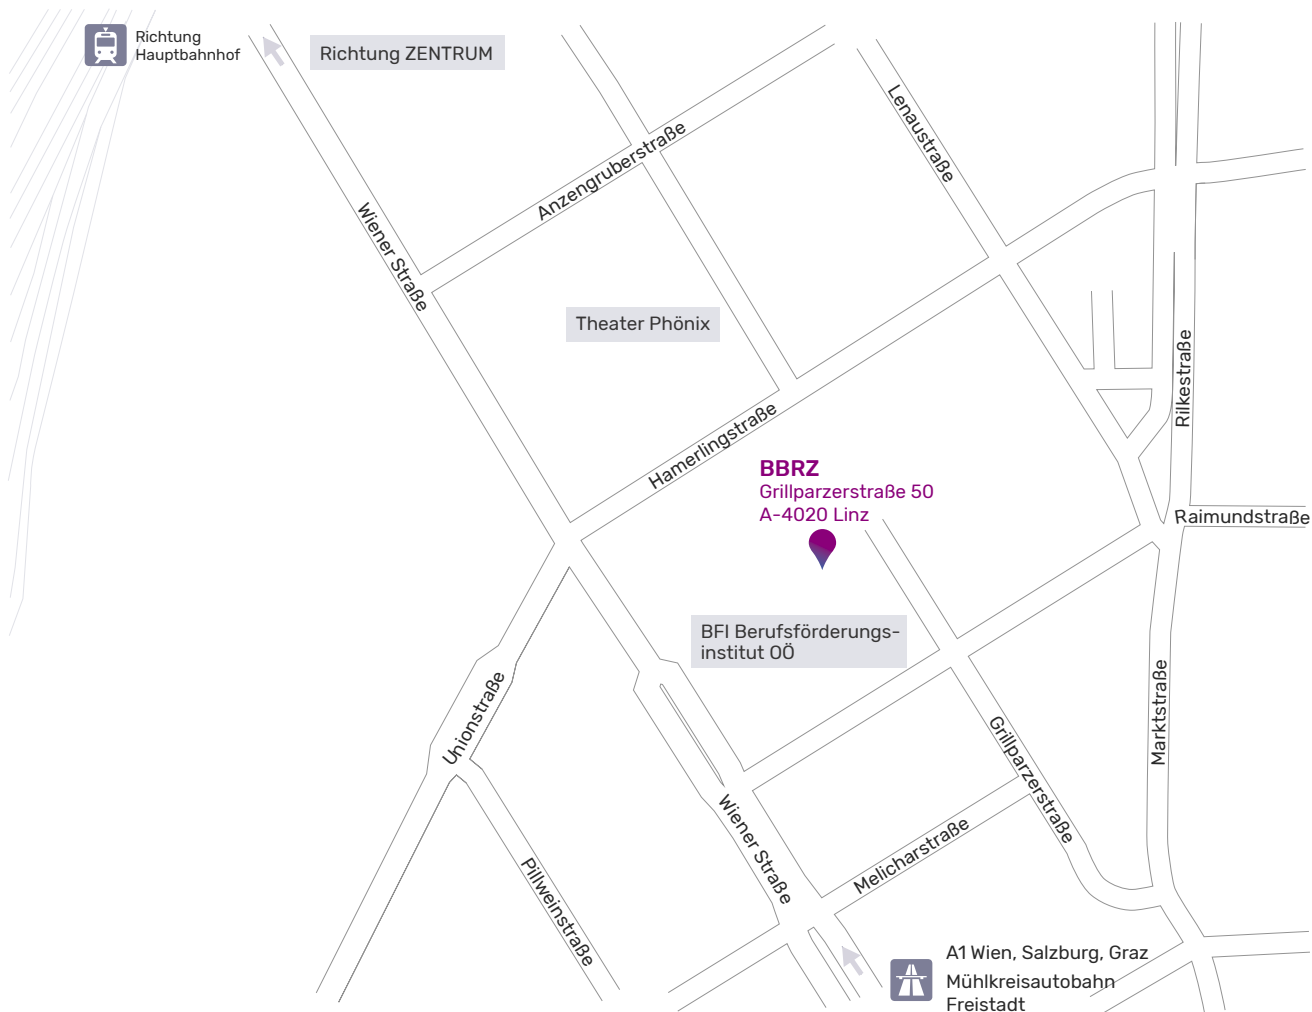 Richtung
Hauptbahnhof
Richtung ZENTRUM
Lenaustraße
Anzengruberstraße
Wiener Straße
Theater Phönix
Rilkestraße
Hamerlingstraße
BBRZ
Grillparzerstraße 50
A-4020 Linz
Raimundstraße
BFI Berufsförderungs-
institut OÖ
Unionstraße
Marktstraße
Grillparzerstraße
Wiener Straße
Melicharstraße
Pillweinstraße
A1 Wien, Salzburg, Graz
Mühlkreisautobahn
Freistadt